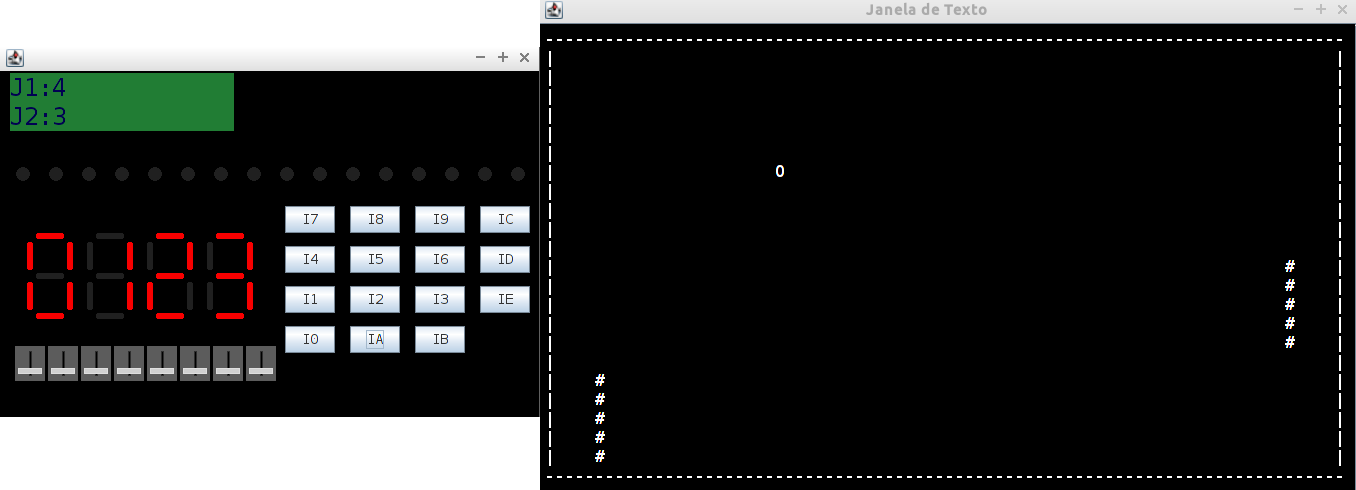 Janela de Texto
J1:4
J2:3
0123
I7 I8 I9 IC
I4 I5 I6 ID
I1 I2 I3 IE
I0 IA IB
O
#
#
#
#
#
#
#
#
#
#